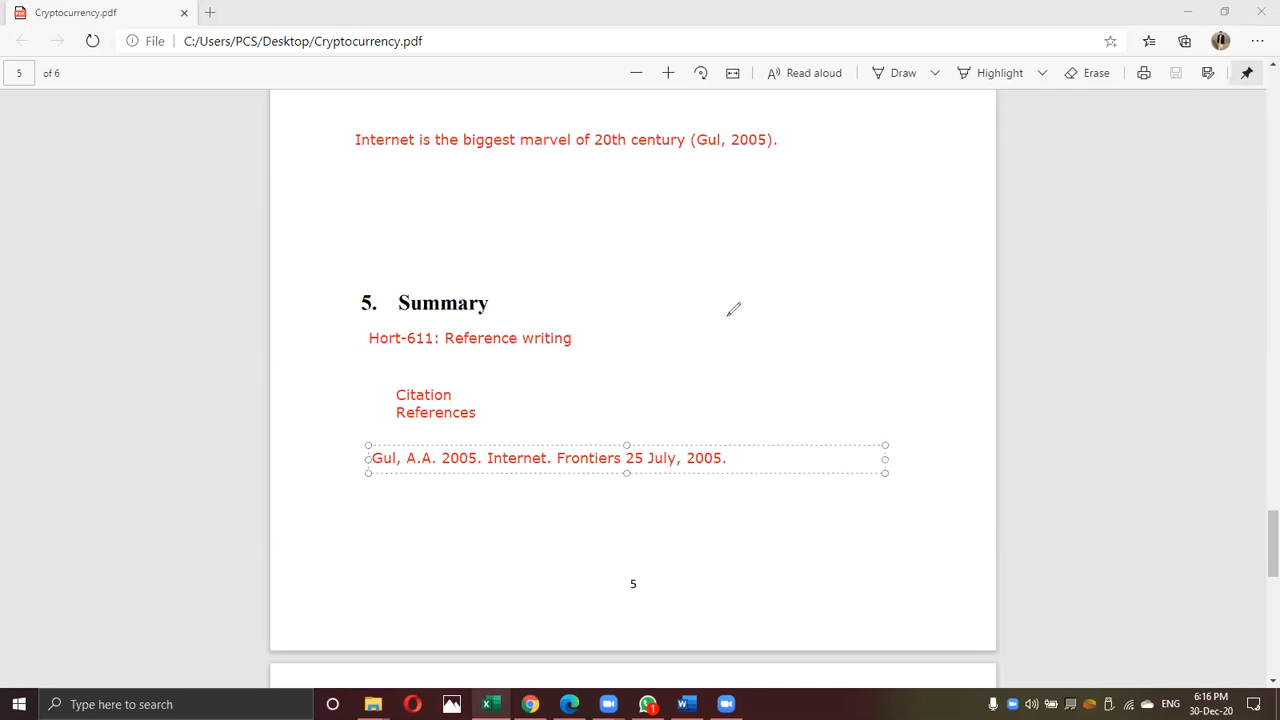 Cryptocurrency.pdf
File
C:/Users/PCS/Desktop/Cryptocurrency.pdf
5 of 6
Read aloud
Draw
Highlight
Erase
Internet is the biggest marvel of 20th century (Gul, 2005).
5. Summary
Hort-611: Reference writing
Citation
References
Gul, A.A. 2005. Internet. Frontiers 25 July, 2005.
5
Type here to search
1
ENG
6:16 PM
30-Dec-20